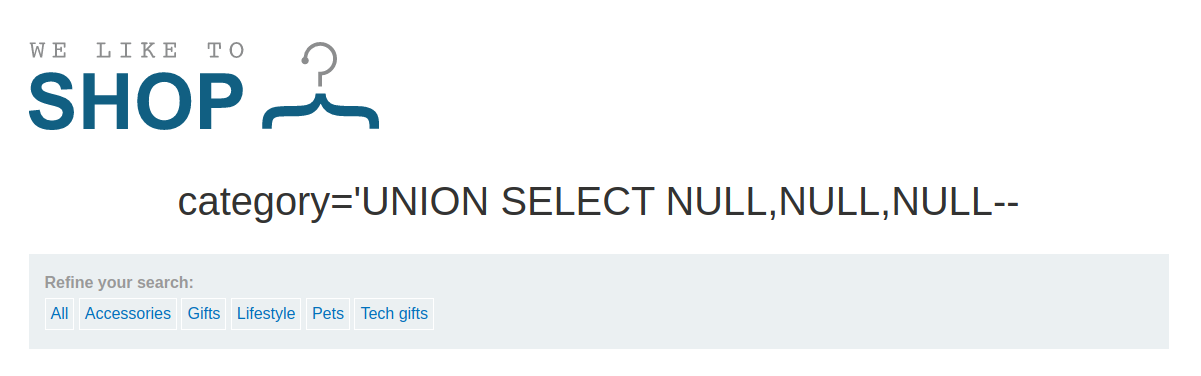 WE LIKE TO
SHOP
category='UNION SELECT NULL,NULL,NULL--
Refine your search:
All Accessories Gifts Lifestyle Pets Tech gifts